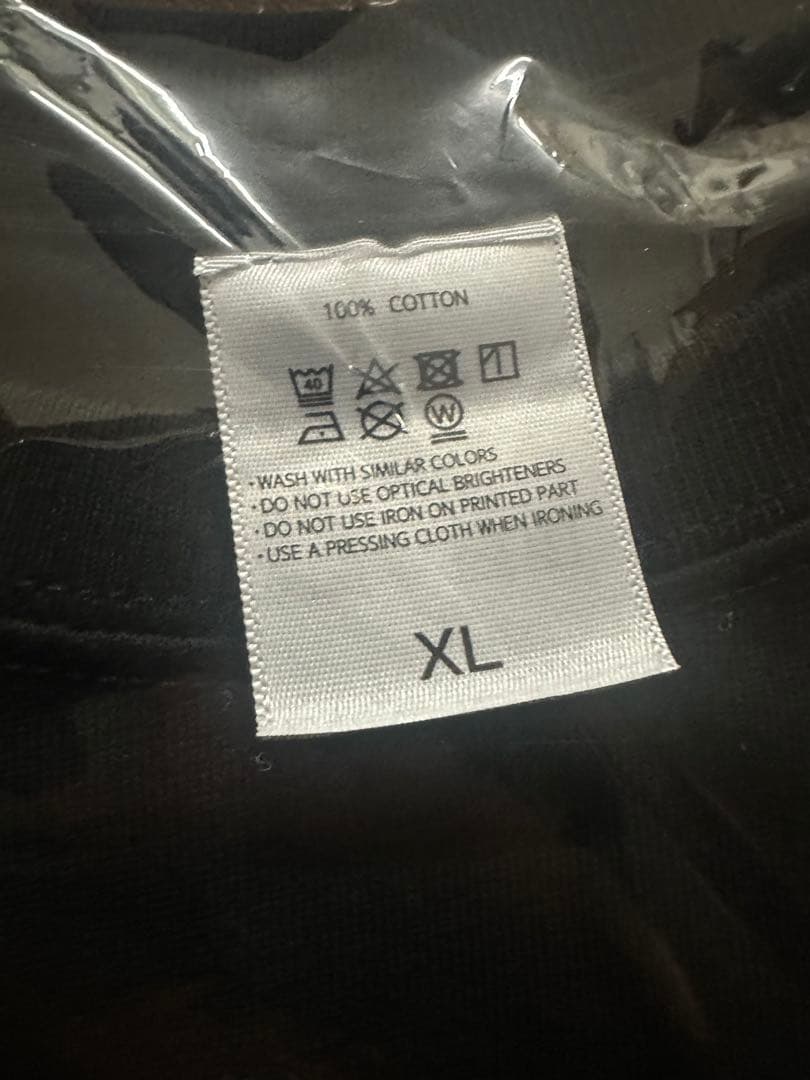 100% COTTON
40
W
·WASH WITH SIMILAR COLORS
·DO NOT USE OPTICAL BRIGHTENERS
·DO NOT USE IRON ON PRINTED PART
·USE A PRESSING CLOTH WHEN IRONING
XL